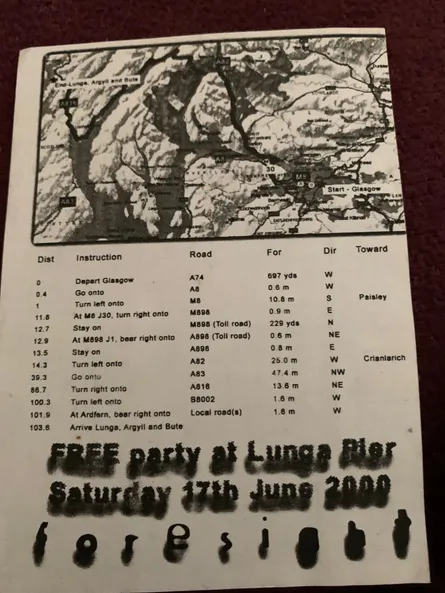 End-Lunga, Argyll and Bute
A816
A82
A83
A8
30
M8
Start - Glasgow
Dist Instruction Road For Dir Toward
0 Depart Glasgow A74 697 yds W
0.4 Go onto A8 0.6 m W
1 Turn left onto M8 10.8 m S Paisley
11.8 At M8 J30, turn right onto M898 0.9 m E
12.7 Stay on M898 (Toll road) 229 yds N
12.9 At M898 J1, bear right onto A898 (Toll road) 0.6 m NE
13.5 Stay on A898 0.8 m E
14.3 Turn left onto A82 25.0 m W Crianlarich
39.3 Go onto A83 47.4 m NW
86.7 Turn right onto A816 13.6 m NE
100.3 Turn left onto B8002 1.6 m W
101.9 At Ardfern, bear right onto Local road(s) 1.6 m W
103.6 Arrive Lunga, Argyll and Bute
FREE party at Lunga Pier
Saturday 17th June 2000
foresight